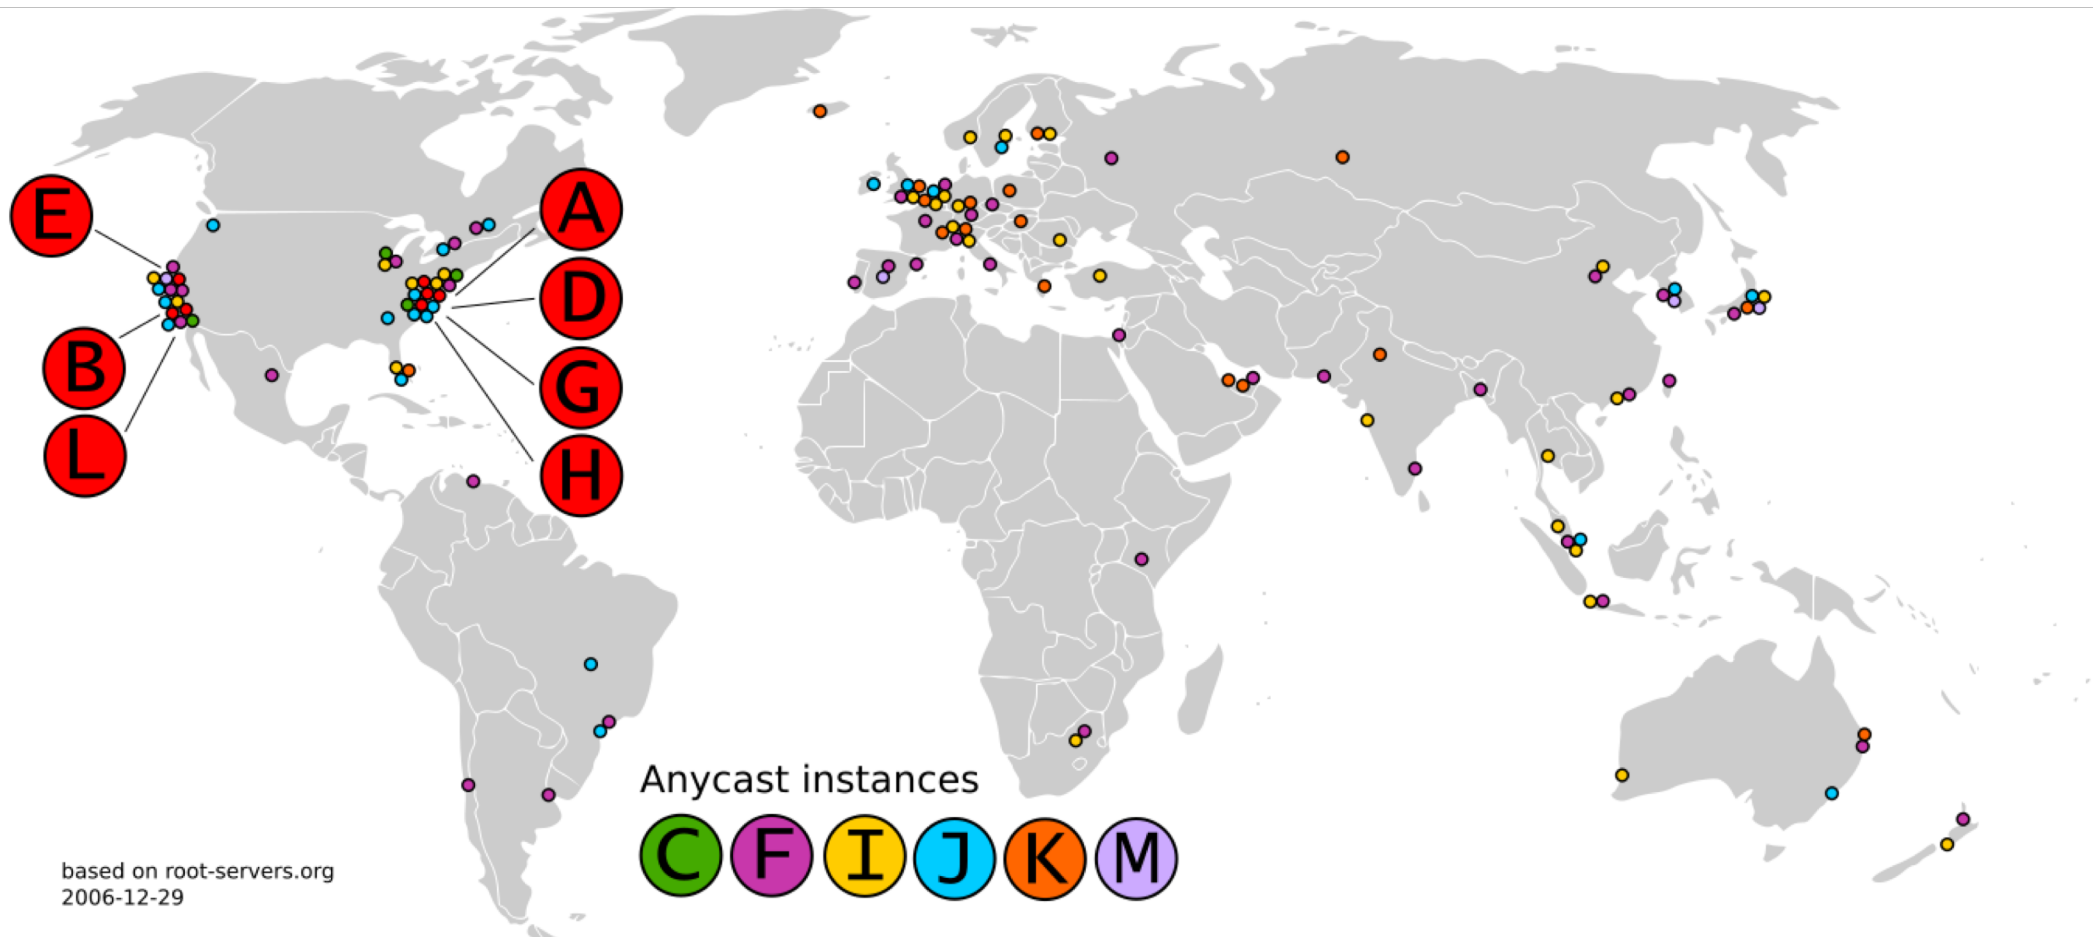 E
A
D
B
G
L
H
Anycast instances
C F I J K M
based on root-servers.org
2006-12-29